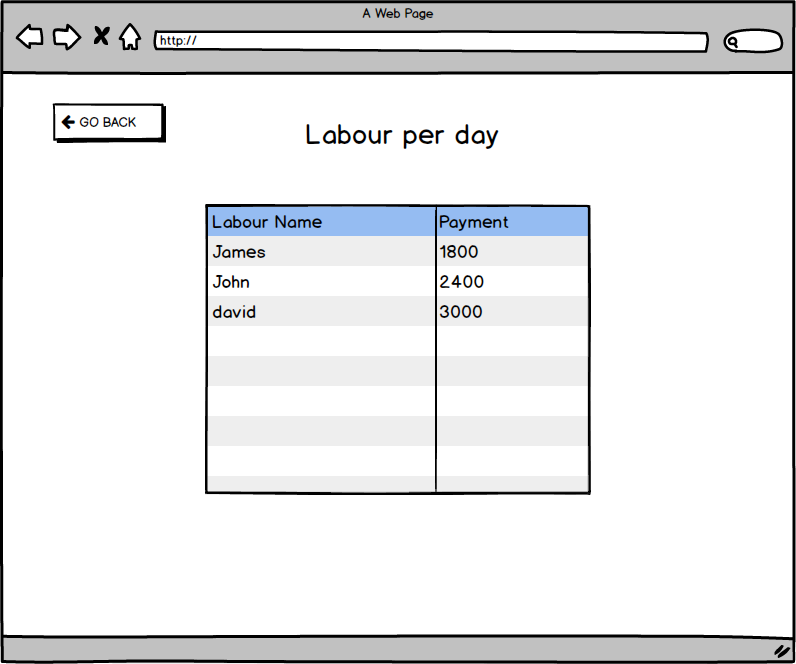 A Web Page
http://
GO BACK
Labour per day
Labour Name Payment
James 1800
John 2400
david 3000